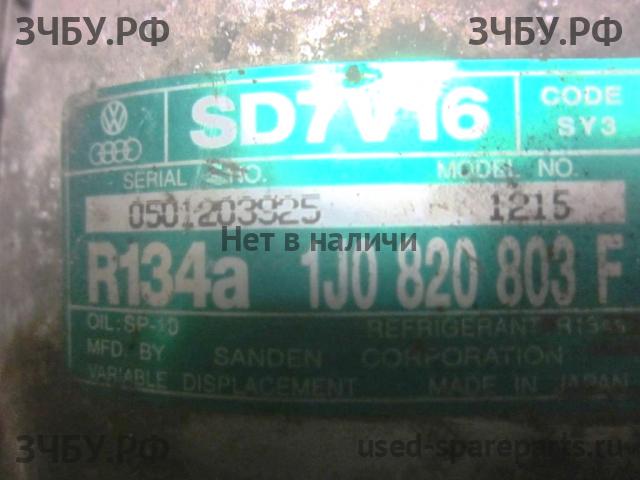 ЗЧБУ.РФ ЗЧБУ.РФ
SD7V16 CODE
SY3
SERIAL NO. MODEL NO.
0501203925 1215
Нет в наличи
R134a 1J0 820 803 F
OIL: SP-10 REFRIGERANT R134a
MFD. BY SANDEN CORPORATION
VARIABLE DISPLACEMENT MADE IN JAPAN
ЗЧБУ.РФ used-spareparts.ru